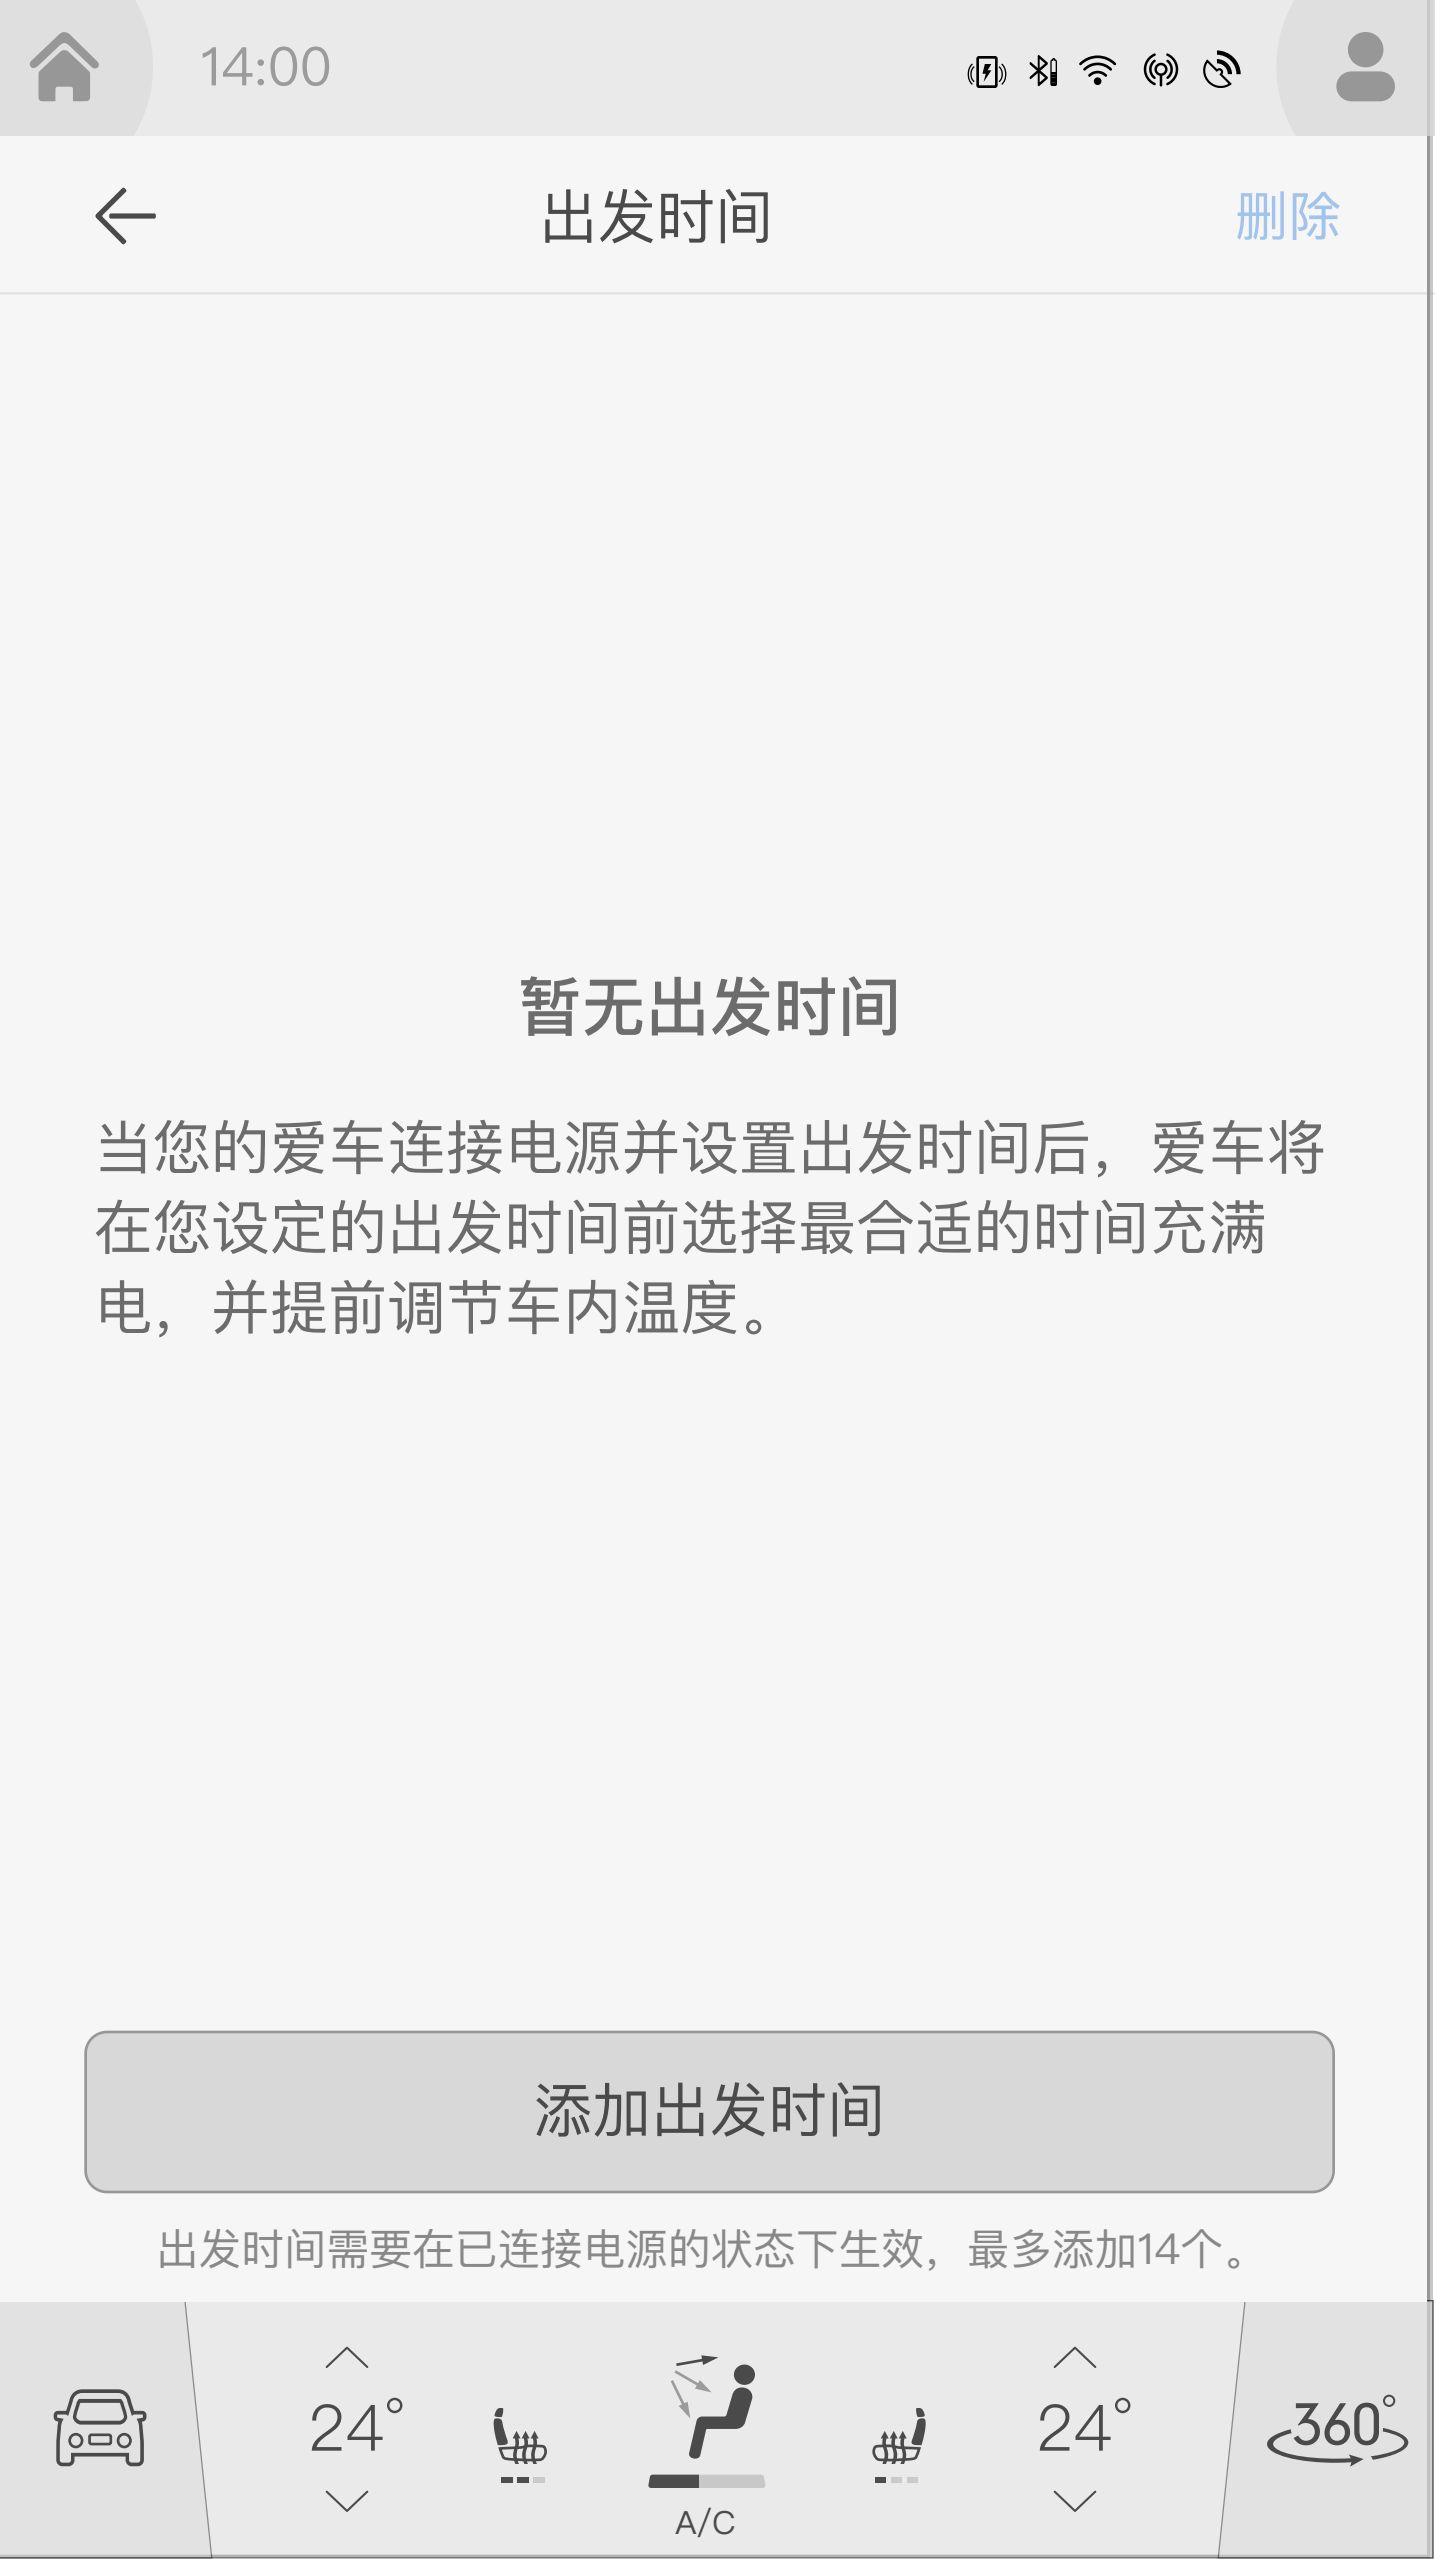 14:00
出发时间
删除
暂无出发时间
当您的爱车连接电源并设置出发时间后，爱车将
在您设定的出发时间前选择最合适的时间充满
电，并提前调节车内温度。
添加出发时间
出发时间需要在已连接电源的状态下生效，最多添加14个。
24°
A/C
24°
360°